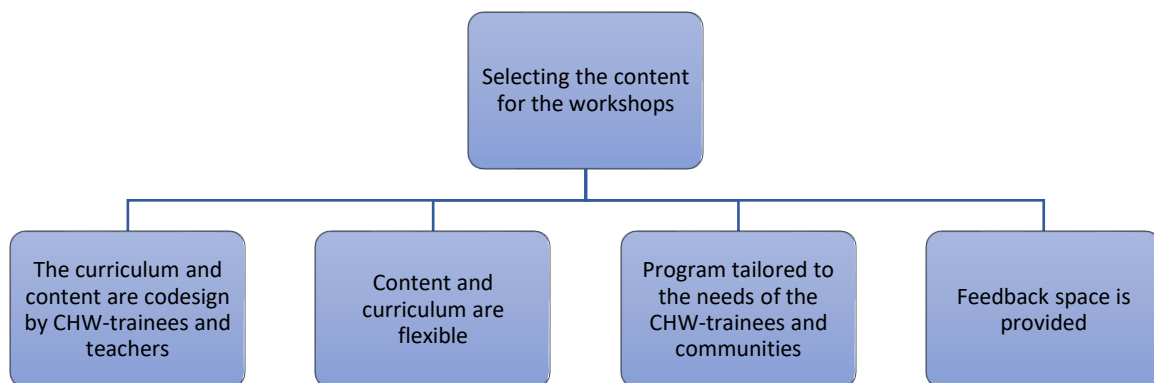 Selecting the content
for the workshops
The curriculum and
content are codesign
by CHW-trainees and
teachers
Content and
curriculum are
flexible
Program tailored to
the needs of the
CHW-trainees and
communities
Feedback space is
provided